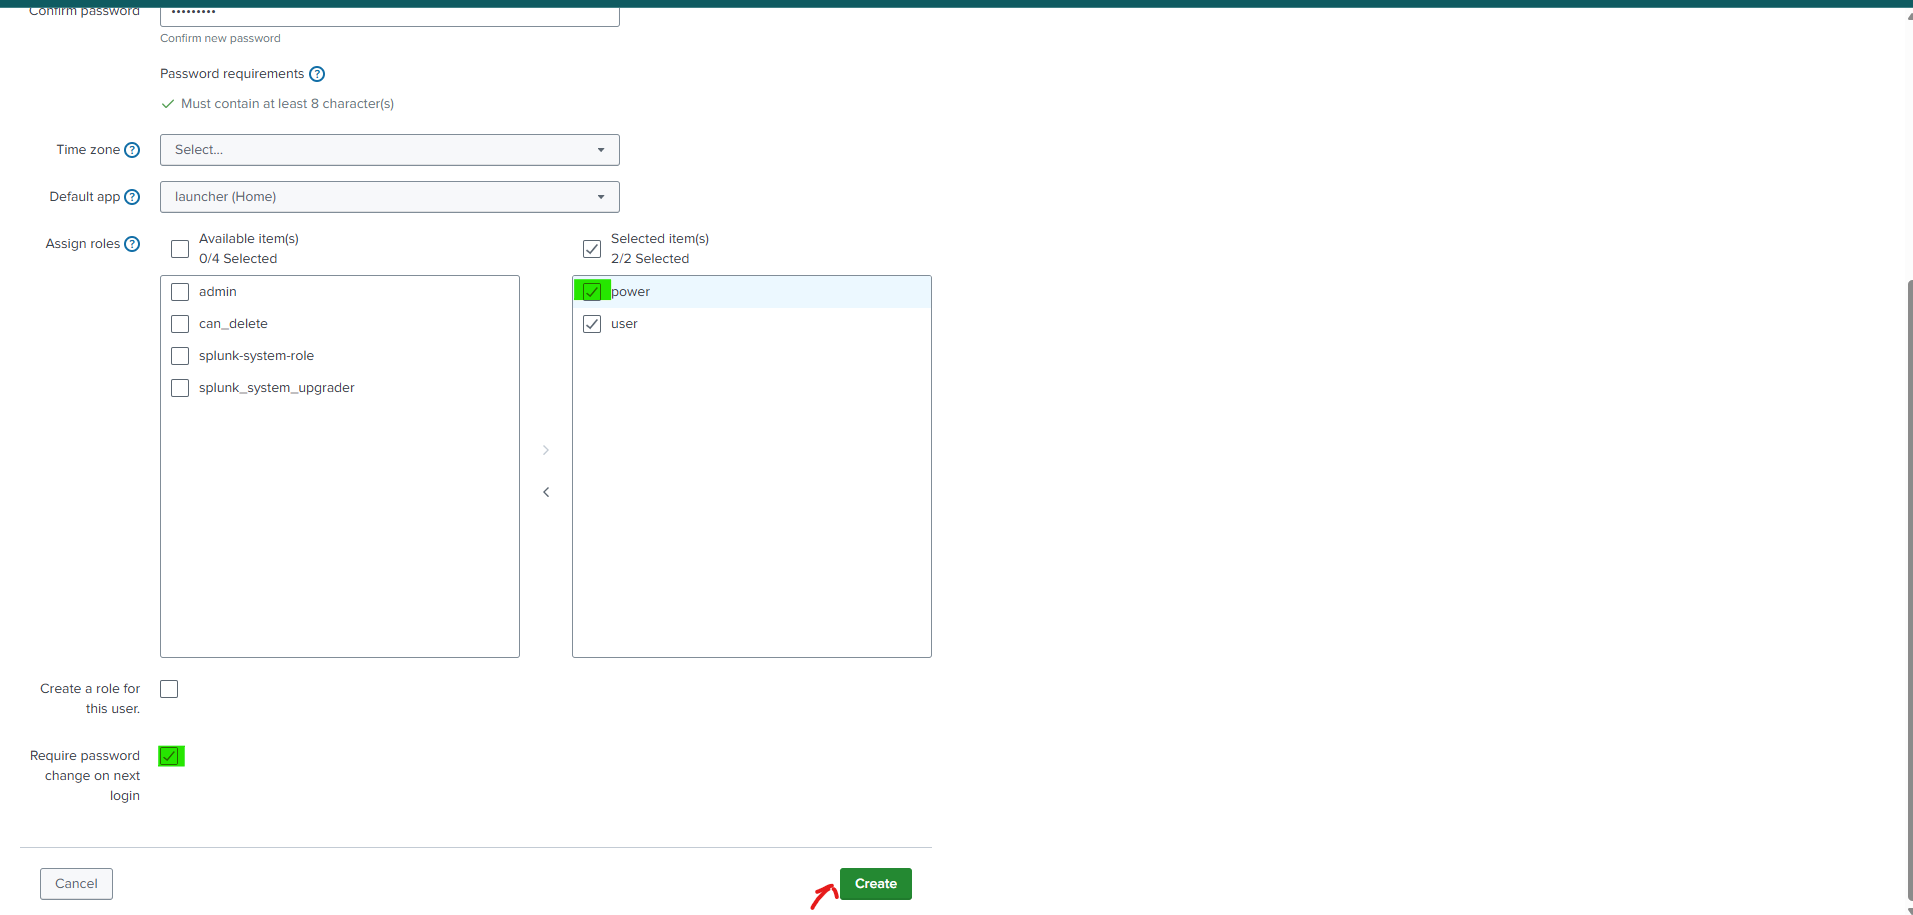 Confirm password
•••••••••
Confirm new password
Password requirements ?
Must contain at least 8 character(s)
Time zone ?
Select...
Default app ?
launcher (Home)
Assign roles ?
Available item(s)
0/4 Selected
admin
can_delete
splunk-system-role
splunk_system_upgrader
Selected item(s)
2/2 Selected
power
user
Create a role for
this user.
Require password
change on next
login
Cancel
Create